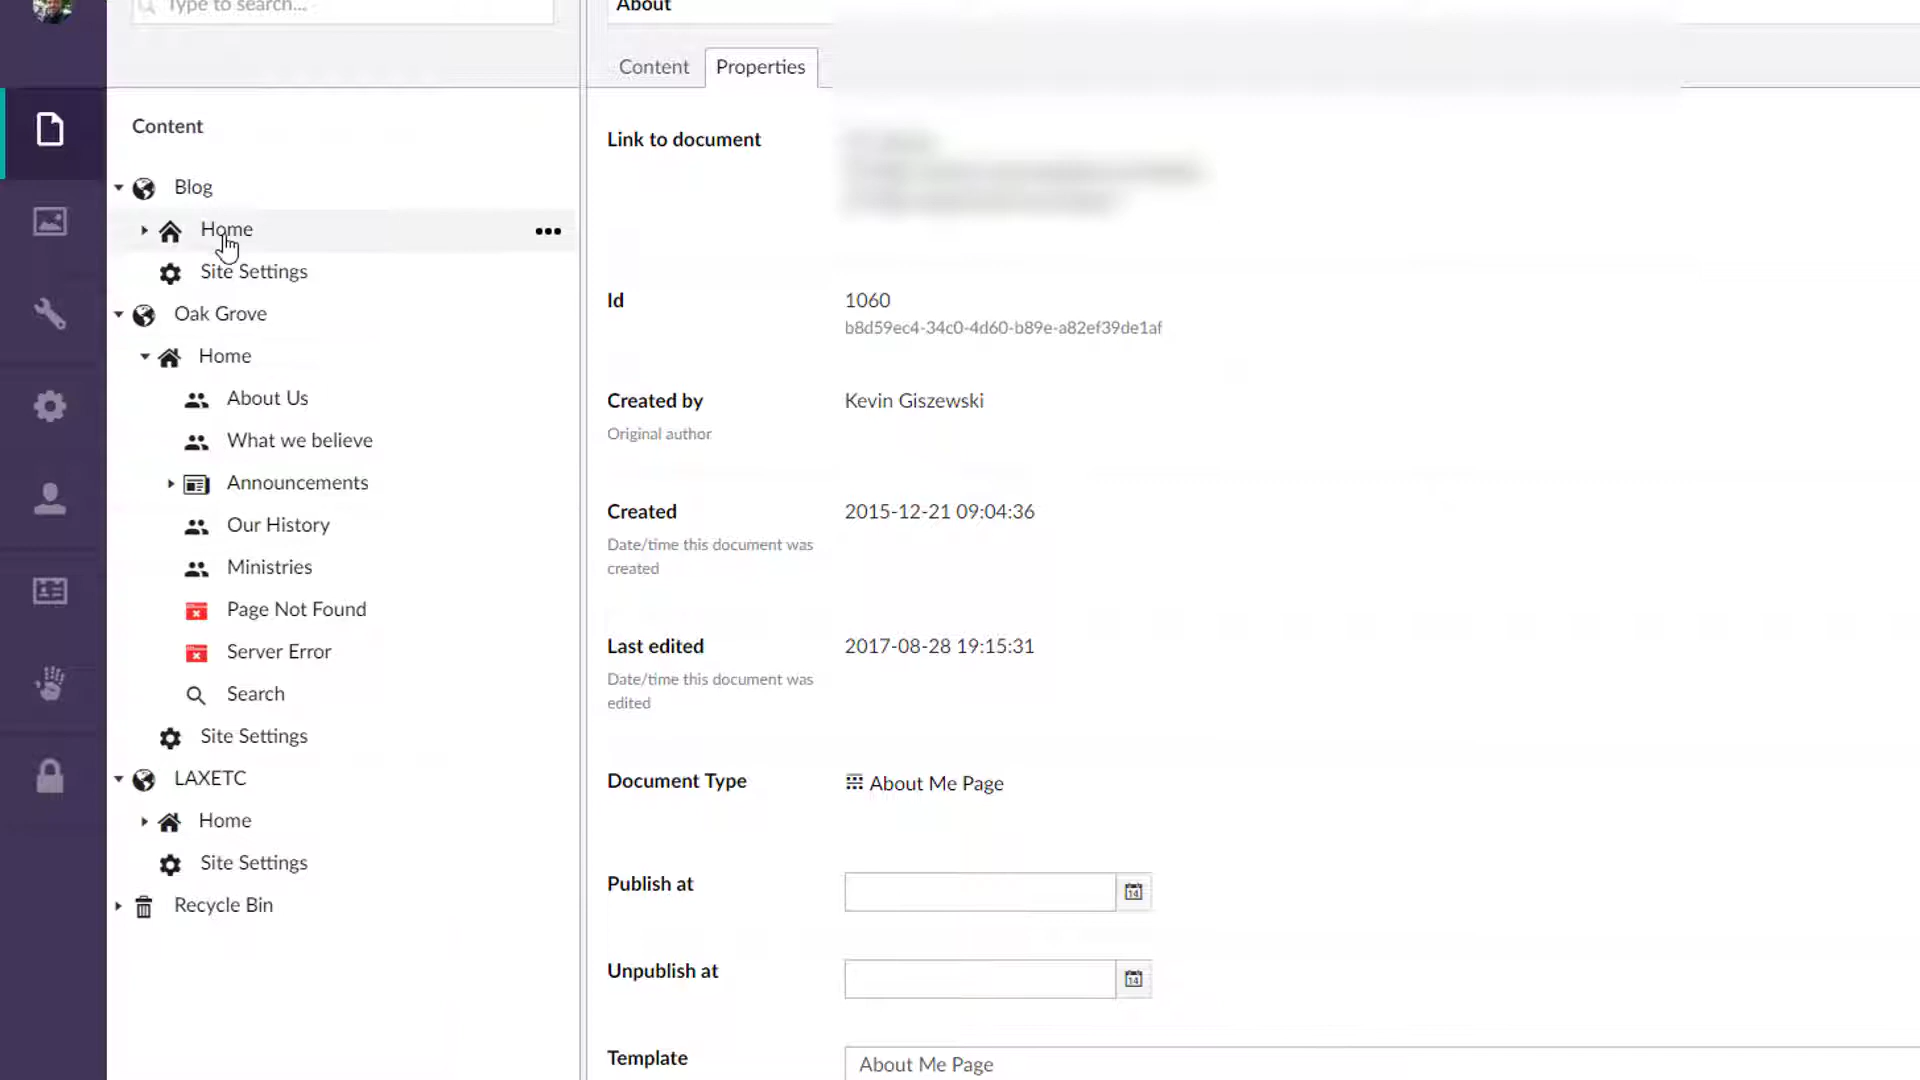 Type to search...
About
Content
Properties
Content
Blog
Home
Site Settings
Oak Grove
Home
About Us
What we believe
Announcements
Our History
Ministries
Page Not Found
Server Error
Search
Site Settings
LAXETC
Home
Site Settings
Recycle Bin
Link to document
Id
1060
b8d59ec4-34c0-4d60-b89e-a82ef39de1af
Created by
Kevin Giszewski
Original author
Created
2015-12-21 09:04:36
Date/time this document was
created
Last edited
2017-08-28 19:15:31
Date/time this document was
edited
Document Type
About Me Page
Publish at
14
Unpublish at
14
Template
About Me Page